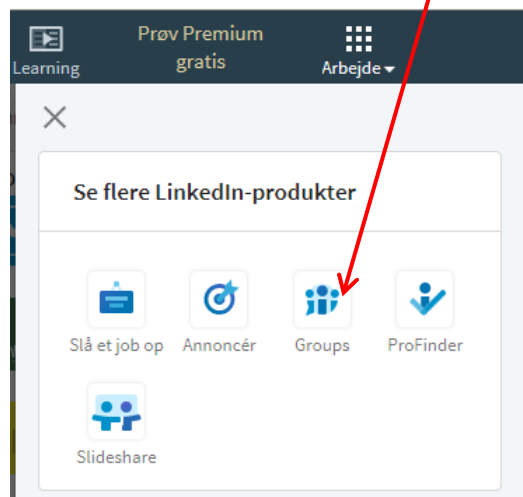 Prøv Premium
gratis
Learning
Arbejde
Se flere LinkedIn-produkter
Slå et job op
Annoncér
Groups
ProFinder
Slideshare